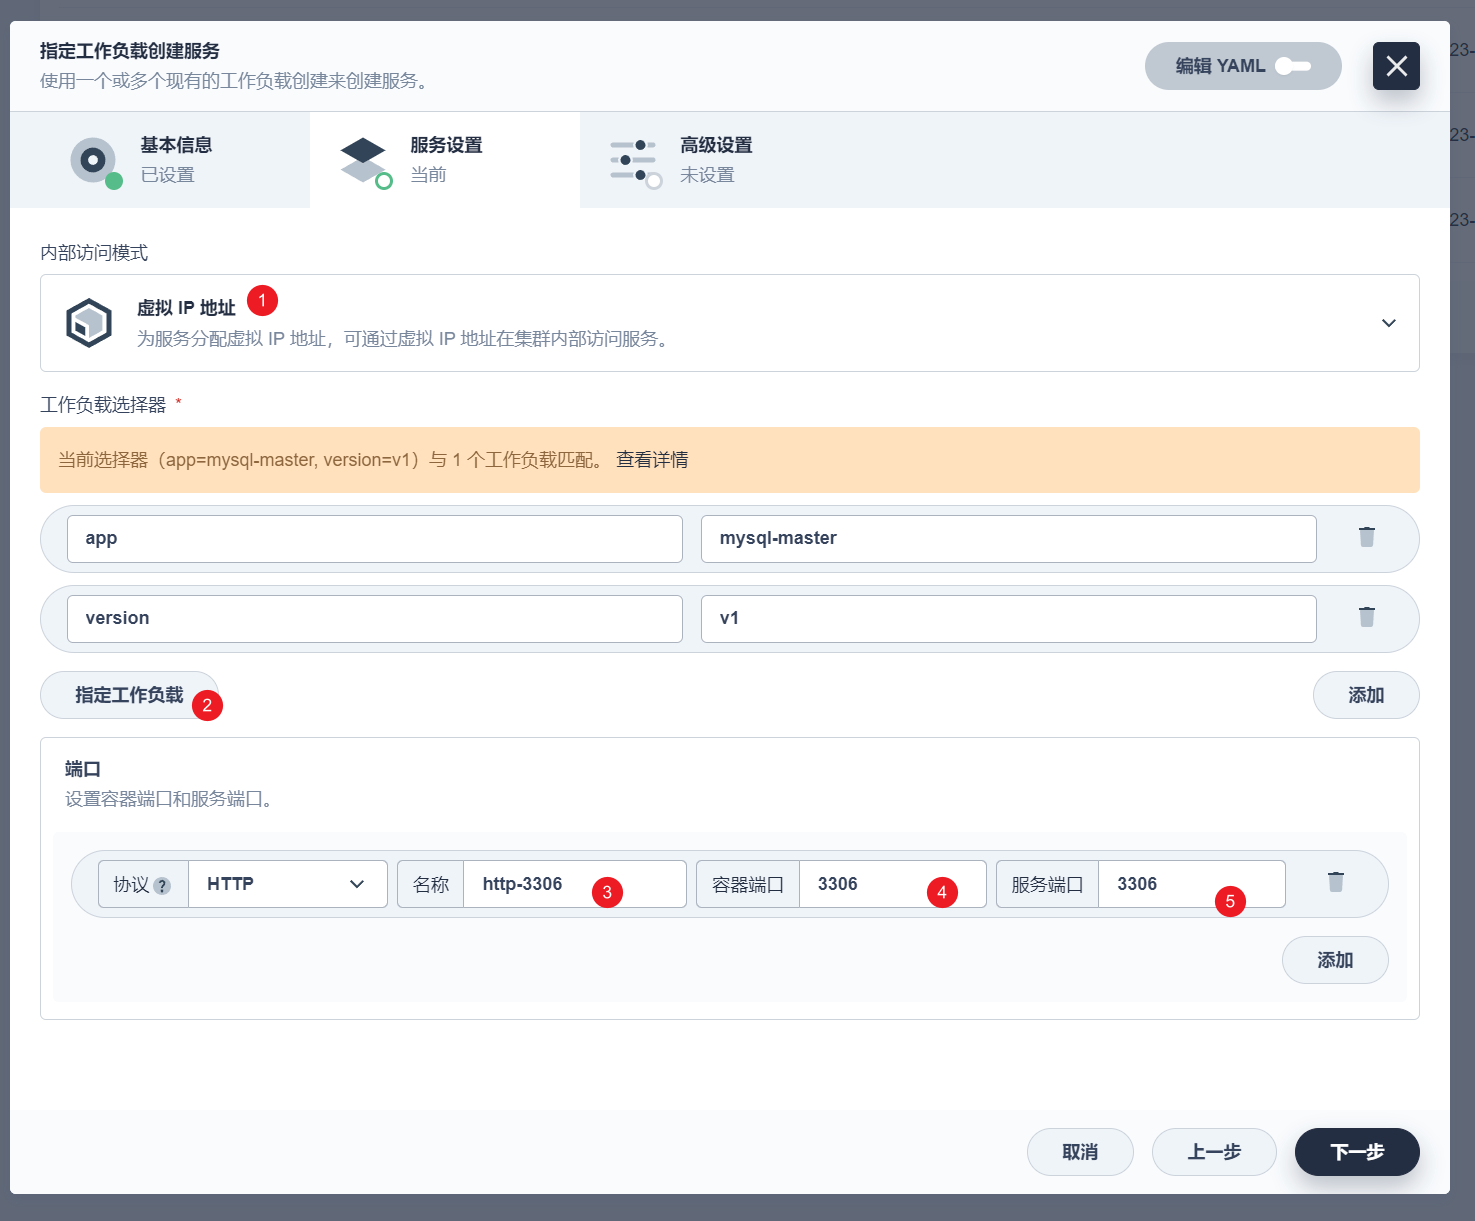 指定工作负载创建服务
使用一个或多个现有的工作负载创建来创建服务。
编辑 YAML
23-
基本信息
已设置
服务设置
当前
高级设置
未设置
23-
23-
内部访问模式
虚拟 IP 地址 1
为服务分配虚拟 IP 地址，可通过虚拟 IP 地址在集群内部访问服务。
工作负载选择器 *
当前选择器（app=mysql-master, version=v1）与 1 个工作负载匹配。 查看详情
app mysql-master
version v1
指定工作负载 2 添加
端口
设置容器端口和服务端口。
协议 ? HTTP 名称 http-3306 3 容器端口 3306 4 服务端口 3306 5
添加
取消 上一步 下一步